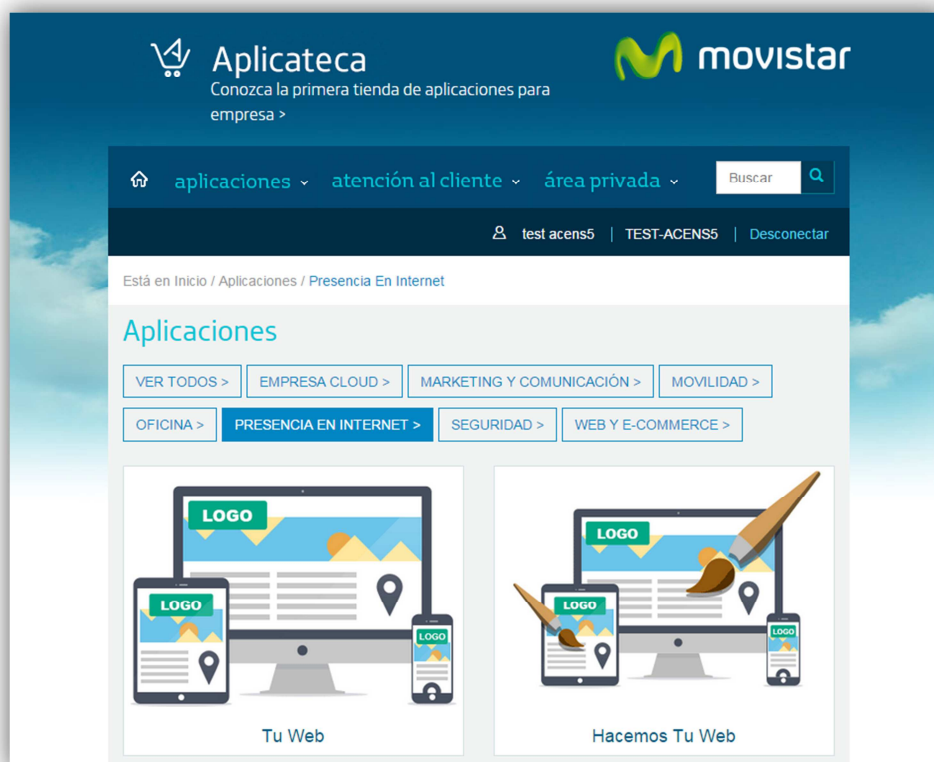 Aplicateca
movistar
Conozca la primera tienda de aplicaciones para
empresa >
aplicaciones atención al cliente área privada Buscar
test acens5 | TEST-ACENS5 | Desconectar
Está en Inicio / Aplicaciones / Presencia En Internet
Aplicaciones
VER TODOS > EMPRESA CLOUD > MARKETING Y COMUNICACIÓN > MOVILIDAD >
OFICINA > PRESENCIA EN INTERNET > SEGURIDAD > WEB Y E-COMMERCE >
LOGO
LOGO
LOGO
LOGO
LOGO
LOGO
Tu Web
Hacemos Tu Web